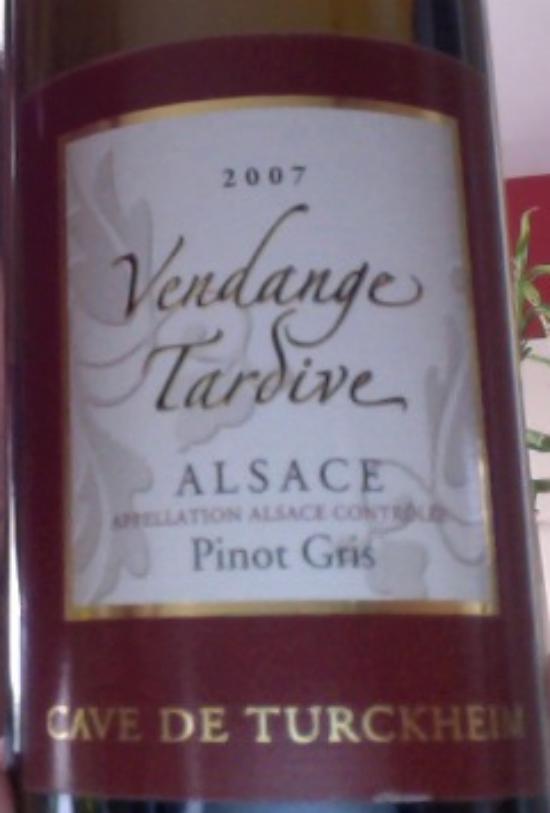 2007
Vendange
Tardive
ALSACE
APPELLATION ALSACE CONTRÔLÉE
Pinot Gris
CAVE DE TURCKHEIM